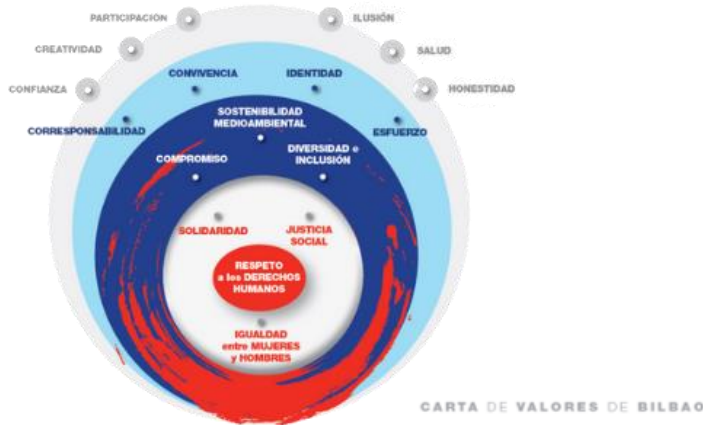 PARTICIPACIÓN
ILUSIÓN
CREATIVIDAD
SALUD
CONFIANZA
HONESTIDAD
CONVIVENCIA
IDENTIDAD
CORRESPONSABILIDAD
ESFUERZO
SOSTENIBILIDAD
MEDIOAMBIENTAL
COMPROMISO
DIVERSIDAD e
INCLUSIÓN
SOLIDARIDAD
JUSTICIA
SOCIAL
RESPETO
a los DERECHOS
HUMANOS
IGUALDAD
entre MUJERES
y HOMBRES
CARTA DE VALORES DE BILBAO